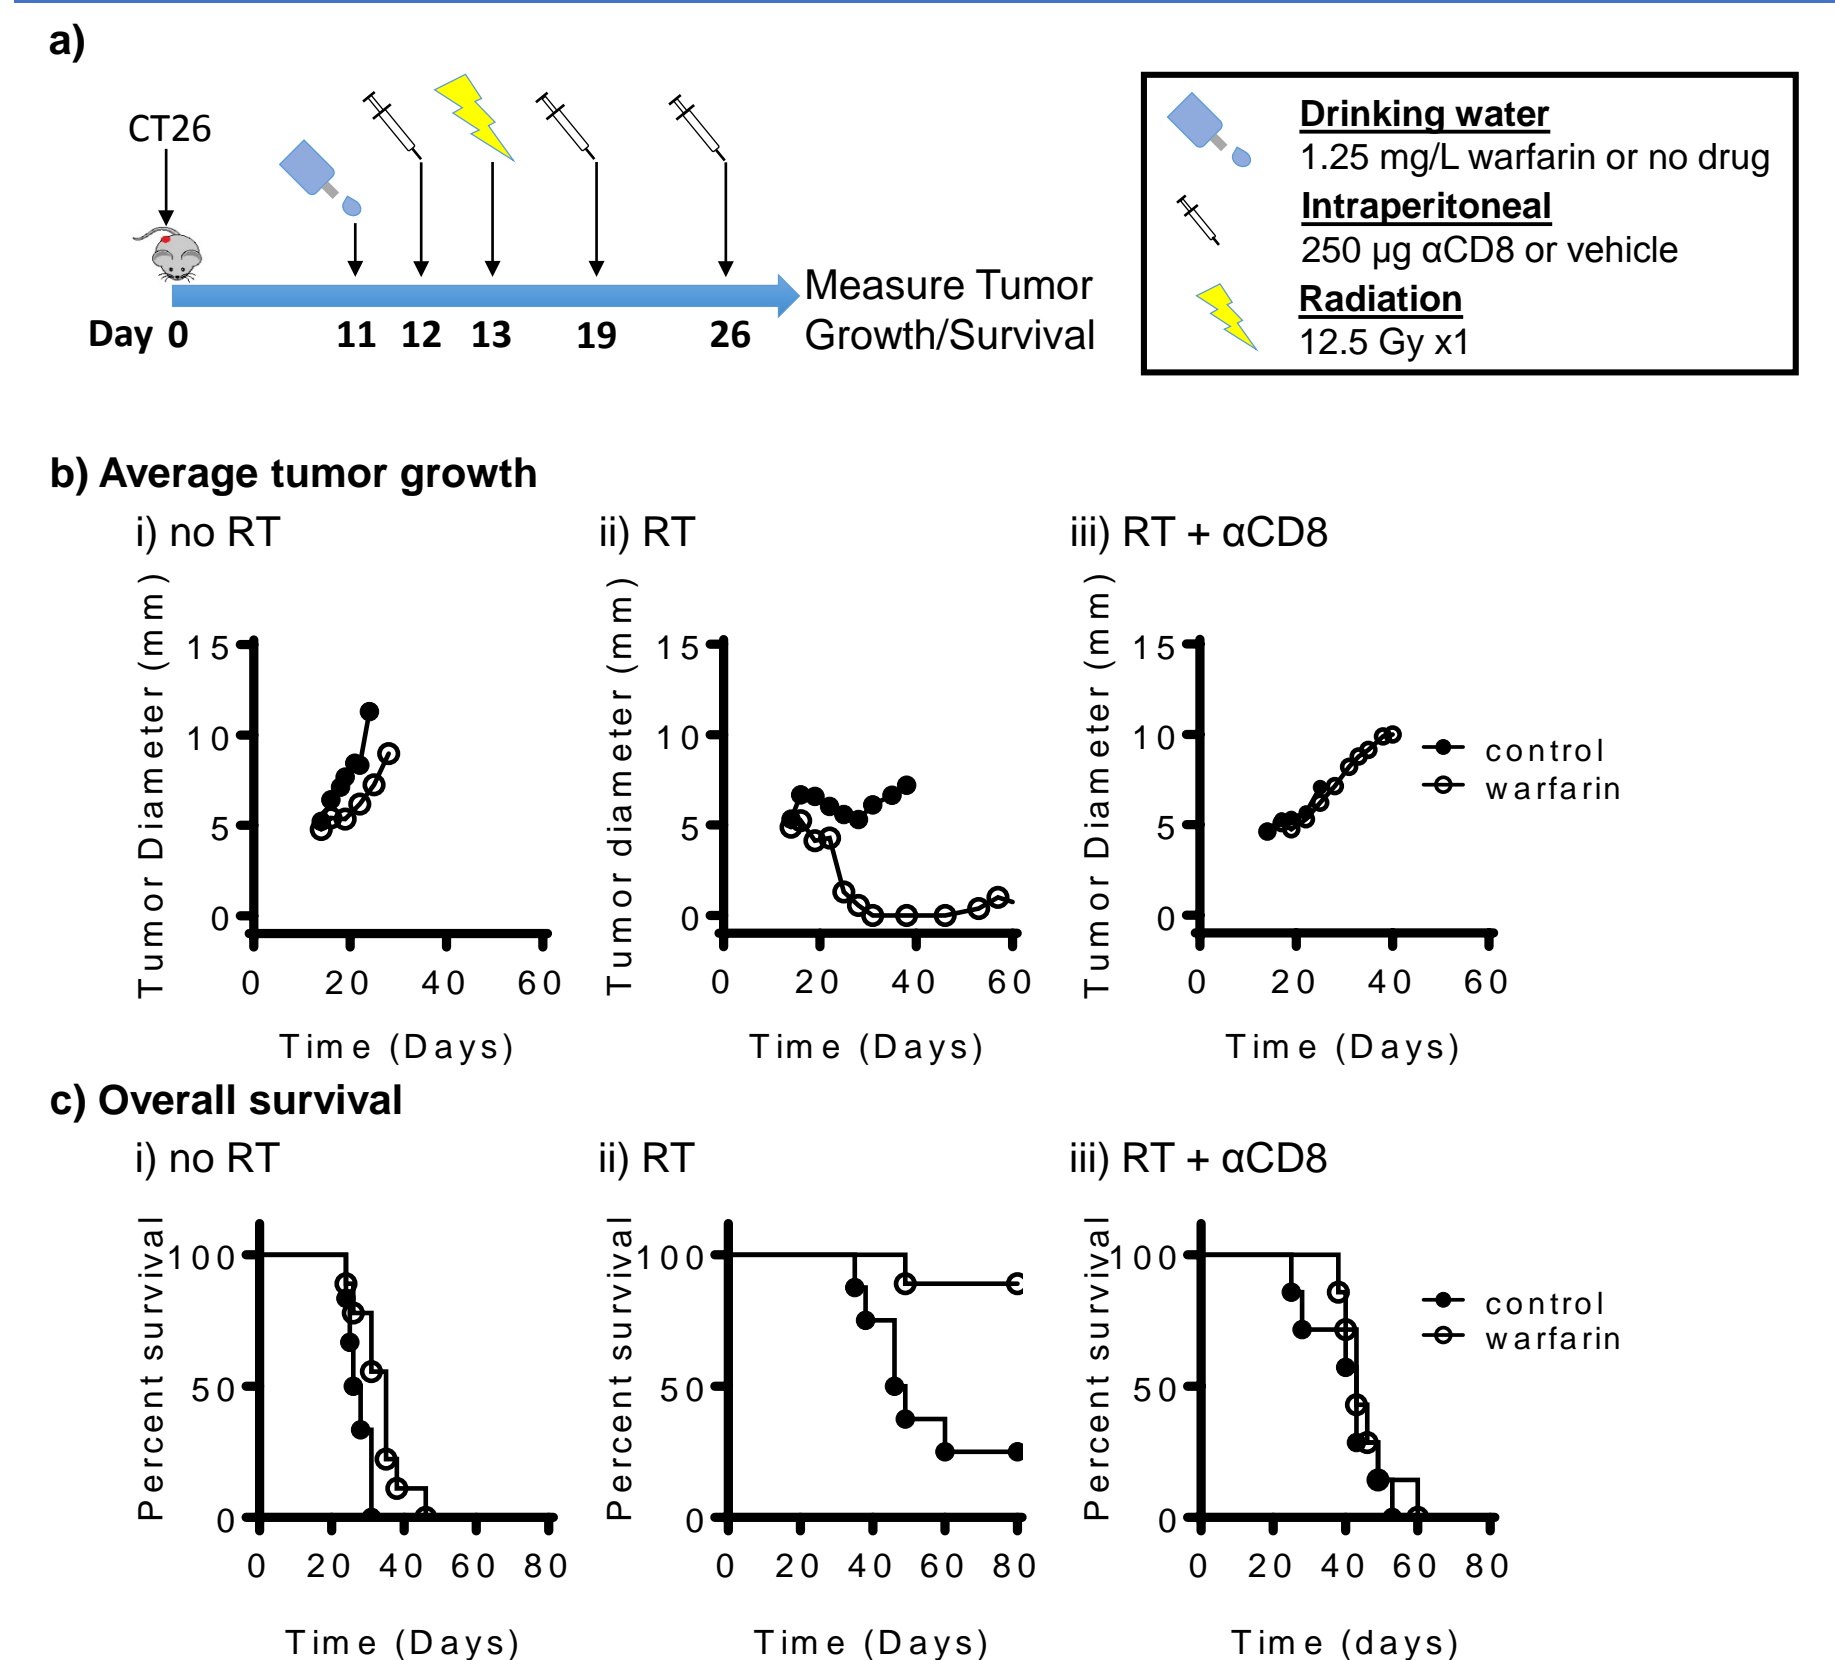 a)
CT26
Day 0 11 12 13 19 26
Measure Tumor
Growth/Survival
Drinking water
1.25 mg/L warfarin or no drug
Intraperitoneal
250 µg αCD8 or vehicle
Radiation
12.5 Gy x1
b) Average tumor growth
i) no RT
Tumor Diameter (mm)
15
10
5
0
0 20 40 60
Time (Days)
ii) RT
Tumor diameter (mm)
15
10
5
0
0 20 40 60
Time (Days)
iii) RT + αCD8
Tumor Diameter (mm)
15
10
5
0
0 20 40 60
Time (Days)
control
warfarin
c) Overall survival
i) no RT
Percent survival
100
50
0
0 20 40 60 80
Time (Days)
ii) RT
Percent survival
100
50
0
0 20 40 60 80
Time (Days)
iii) RT + αCD8
Percent survival
100
50
0
0 20 40 60 80
Time (days)
control
warfarin